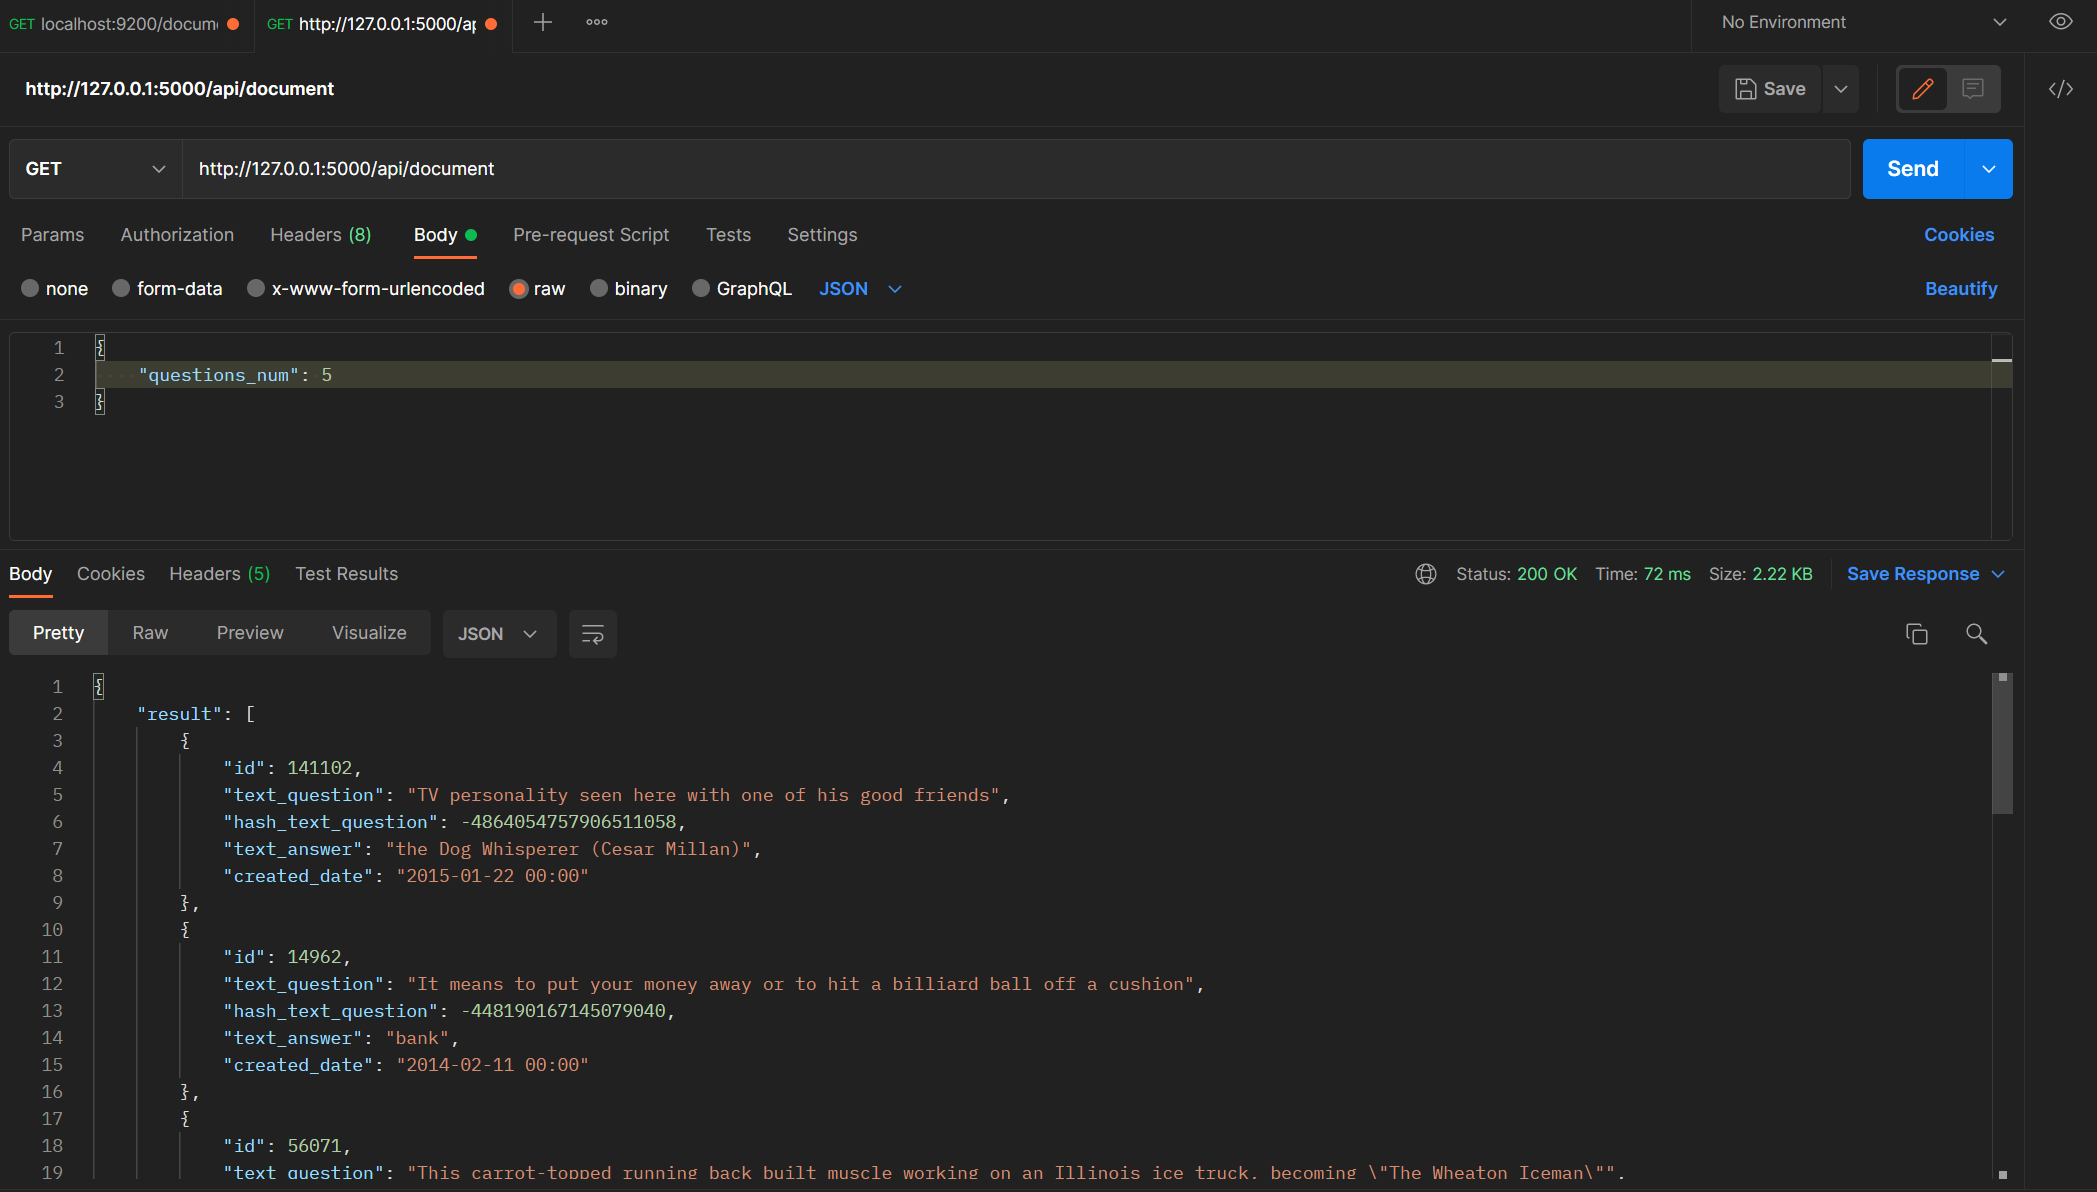 GET localhost:9200/docum
GET http://127.0.0.1:5000/ap
No Environment
http://127.0.0.1:5000/api/document
Save
GET
http://127.0.0.1:5000/api/document
Send
Params Authorization Headers (8) Body Pre-request Script Tests Settings Cookies
none form-data x-www-form-urlencoded raw binary GraphQL JSON Beautify
1 {
2 "questions_num": 5
3 }
Body Cookies Headers (5) Test Results Status: 200 OK Time: 72 ms Size: 2.22 KB Save Response
Pretty Raw Preview Visualize JSON
1 {
2 "result": [
3 {
4 "id": 141102,
5 "text_question": "TV personality seen here with one of his good friends",
6 "hash_text_question": -4864054757906511058,
7 "text_answer": "the Dog Whisperer (Cesar Millan)",
8 "created_date": "2015-01-22 00:00"
9 },
10 {
11 "id": 14962,
12 "text_question": "It means to put your money away or to hit a billiard ball off a cushion",
13 "hash_text_question": -448190167145079040,
14 "text_answer": "bank",
15 "created_date": "2014-02-11 00:00"
16 },
17 {
18 "id": 56071,
19 "text_question": "This carrot-topped running back built muscle working on an Illinois ice truck, becoming \"The Wheaton Iceman\"",